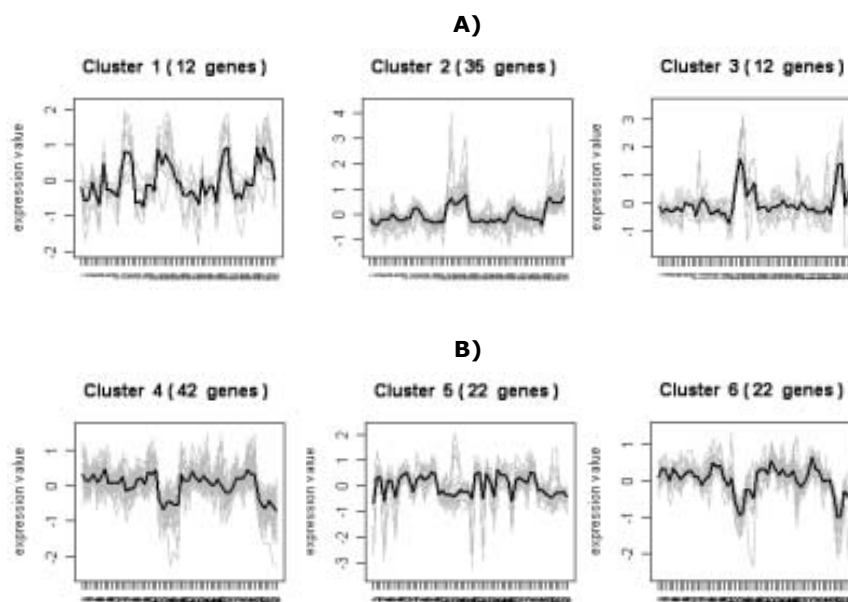 A)
Cluster 1 ( 12 genes )
Cluster 2 ( 35 genes )
Cluster 3 ( 12 genes )
expression value
2
1
0
-1
-2
expression value
4
3
2
1
0
-1
expression value
3
2
1
0
-1
B)
Cluster 4 ( 42 genes )
Cluster 5 ( 22 genes )
Cluster 6 ( 22 genes )
expression value
1
0
-1
-2
expression value
2
1
0
-1
-2
-3
expression value
1
0
-1
-2